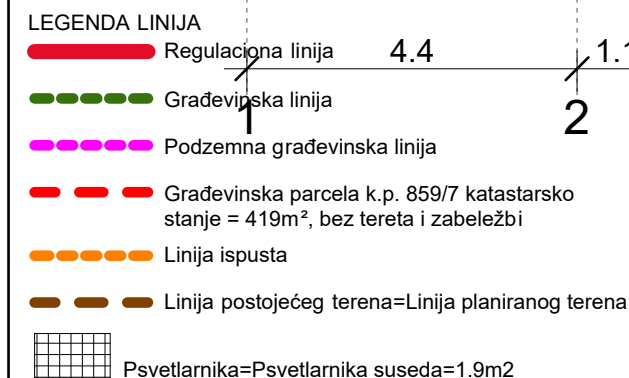 LEGENDA LINIJA
Regulaciona linija
4.4
1.1
Građevinska linija
1
2
Podzemna građevinska linija
Građevinska parcela k.p. 859/7 katastarsko
stanje = 419m², bez tereta i zabeležbi
Linija ispusta
Linija postojećeg terena=Linija planiranog terena
Psvetlarnika=Psvetlarnika suseda=1.9m2